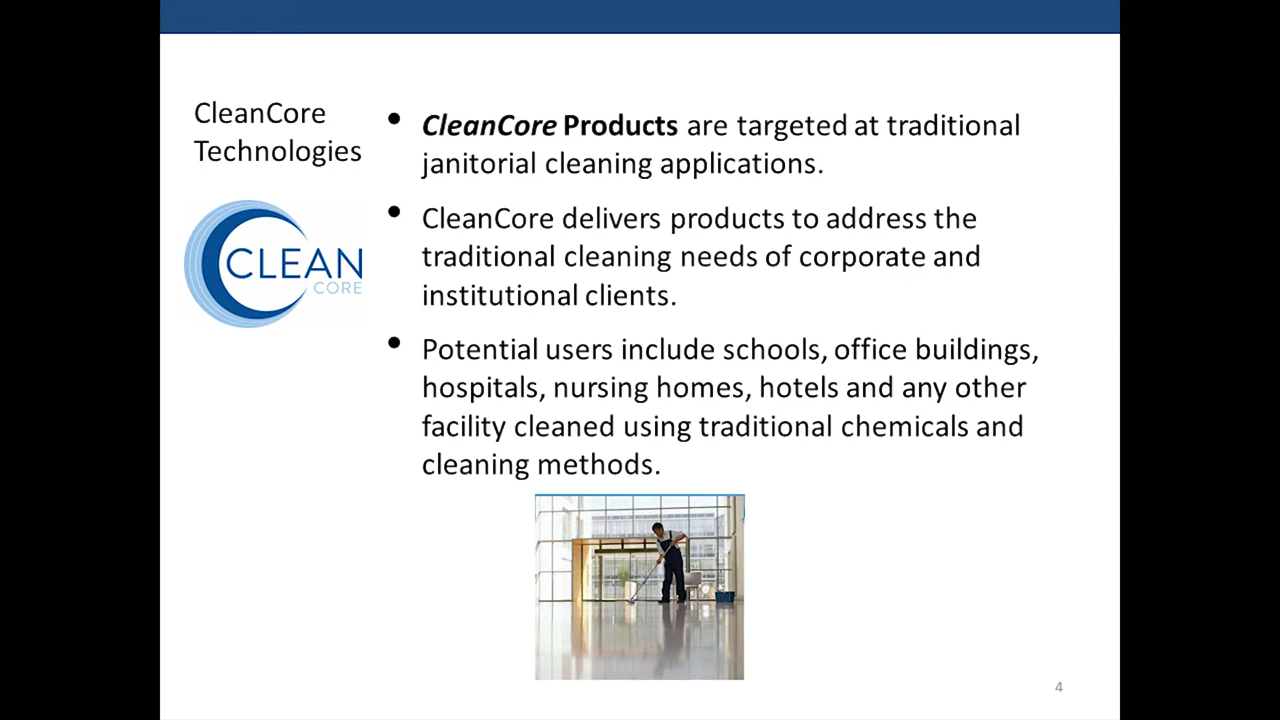 CleanCore
Technologies
CLEAN
CORE
• CleanCore Products are targeted at traditional
janitorial cleaning applications.
• CleanCore delivers products to address the
traditional cleaning needs of corporate and
institutional clients.
• Potential users include schools, office buildings,
hospitals, nursing homes, hotels and any other
facility cleaned using traditional chemicals and
cleaning methods.
4